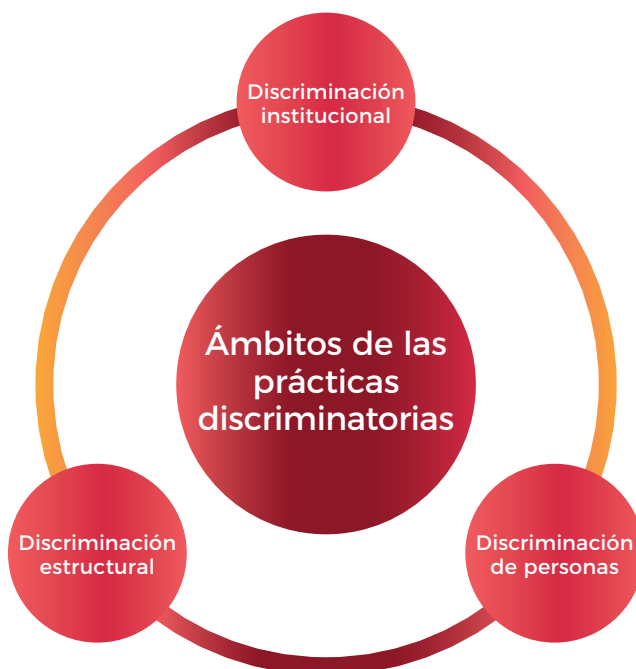 Discriminación
institucional
Ámbitos de las
prácticas
discriminatorias
Discriminación
estructural
Discriminación
de personas